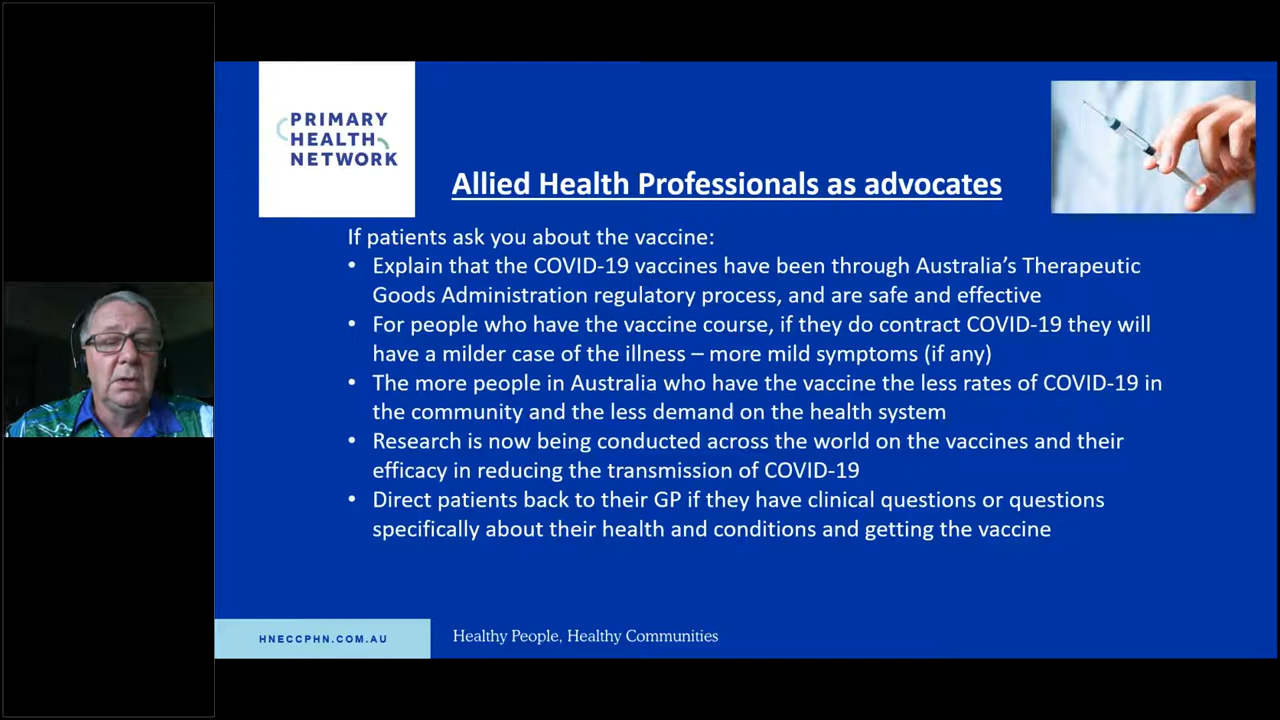 PRIMARY
HEALTH
NETWORK
Allied Health Professionals as advocates
If patients ask you about the vaccine:
• Explain that the COVID-19 vaccines have been through Australia's Therapeutic
Goods Administration regulatory process, and are safe and effective
• For people who have the vaccine course, if they do contract COVID-19 they will
have a milder case of the illness – more mild symptoms (if any)
• The more people in Australia who have the vaccine the less rates of COVID-19 in
the community and the less demand on the health system
• Research is now being conducted across the world on the vaccines and their
efficacy in reducing the transmission of COVID-19
• Direct patients back to their GP if they have clinical questions or questions
specifically about their health and conditions and getting the vaccine
HNECCPHN.COM.AU
Healthy People, Healthy Communities